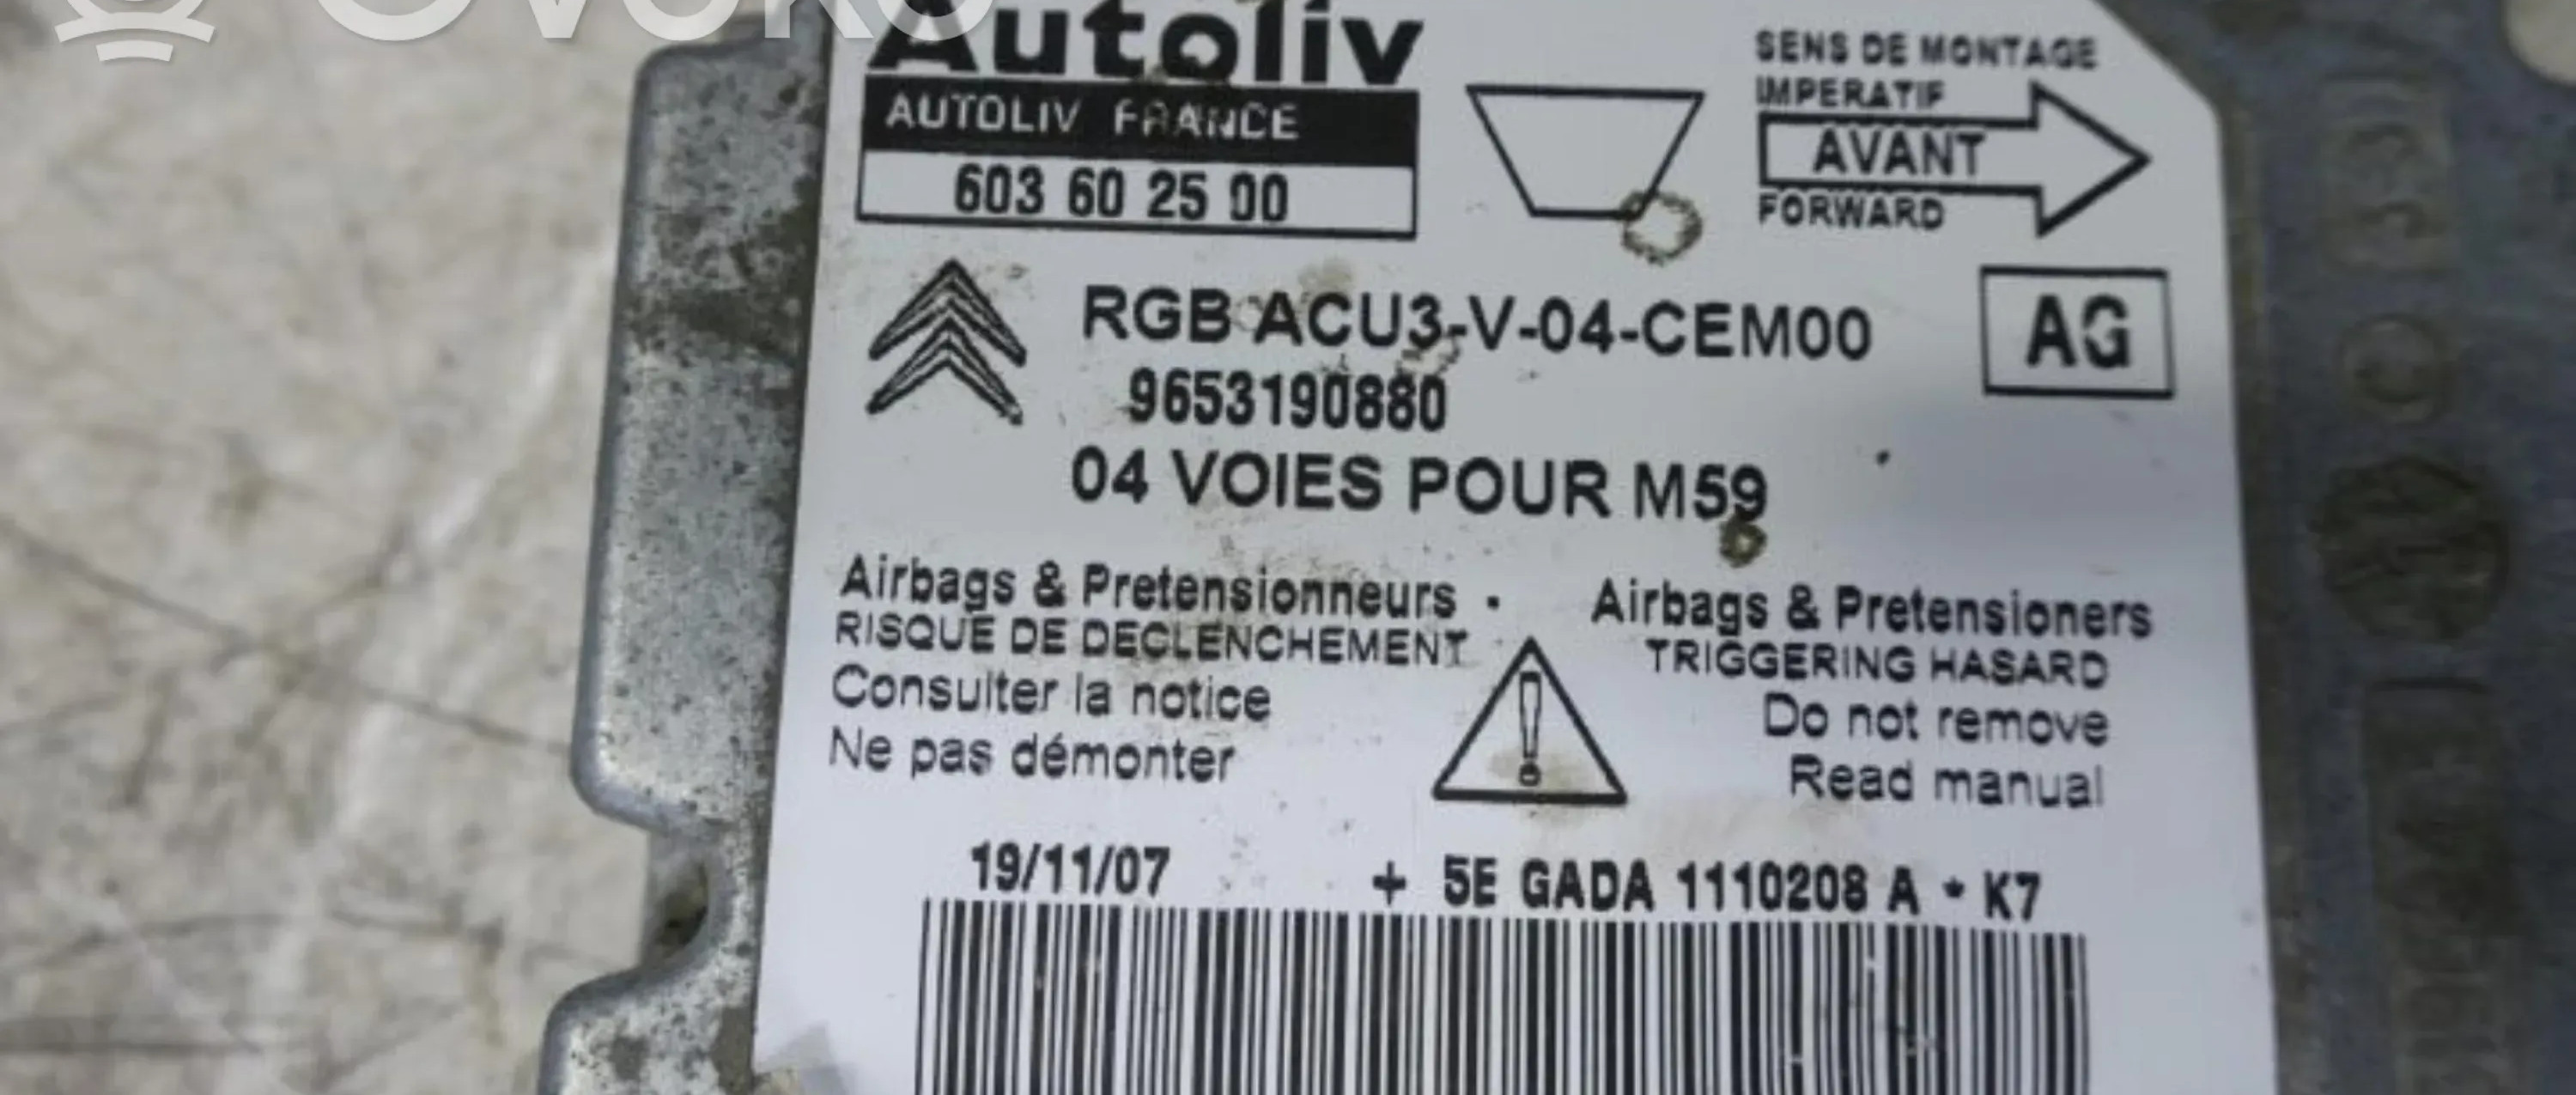 OVOKO
Autoliv
AUTOLIV FRANCE
603 60 25 00
SENS DE MONTAGE
IMPERATIF
AVANT
FORWARD
RGB ACU3-V-04-CEM00
AG
9653190880
04 VOIES POUR M59
Airbags & Pretensionneurs •
RISQUE DE DECLENCHEMENT
Consulter la notice
Ne pas démonter
Airbags & Pretensioners
TRIGGERING HASARD
Do not remove
Read manual
19/11/07 + 5E GADA 1110208 A * K7